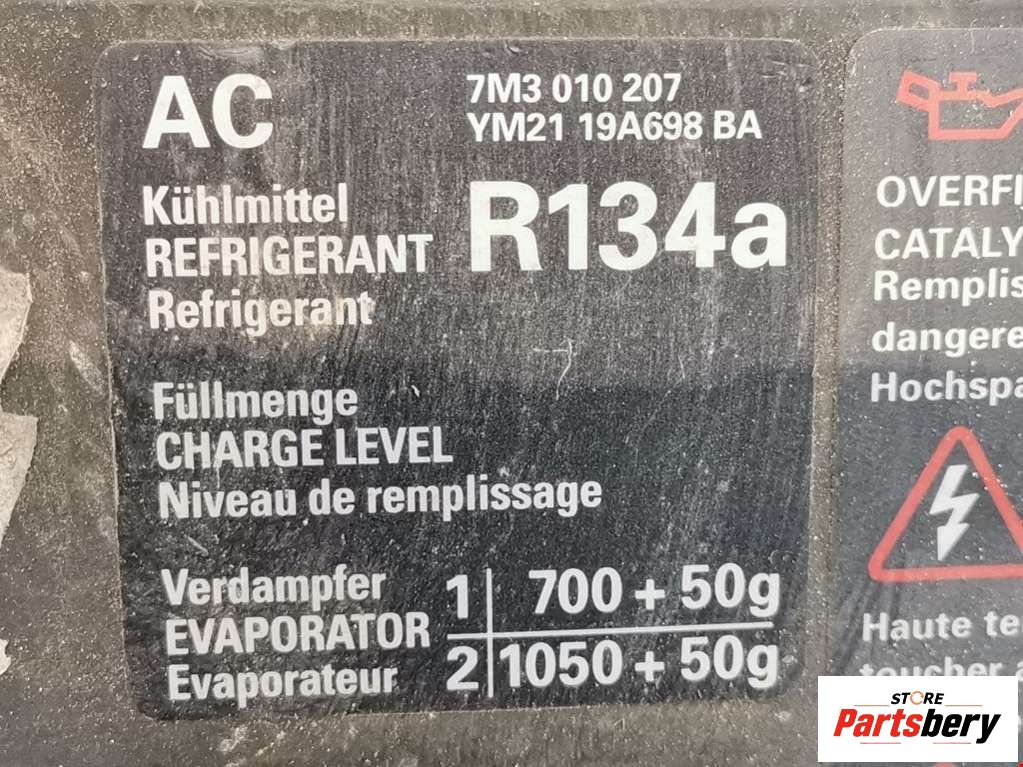 AC
7M3 010 207
YM21 19A698 BA
Kühlmittel
REFRIGERANT
Refrigerant
R134a
Füllmenge
CHARGE LEVEL
Niveau de remplissage
Verdampfer
EVAPORATOR
Evaporateur
1 700 + 50g
2 1050 + 50g
OVERFI
CATALY
Remplis
dangere
Hochspa
Haute te
toucher a
STORE
Partsbery